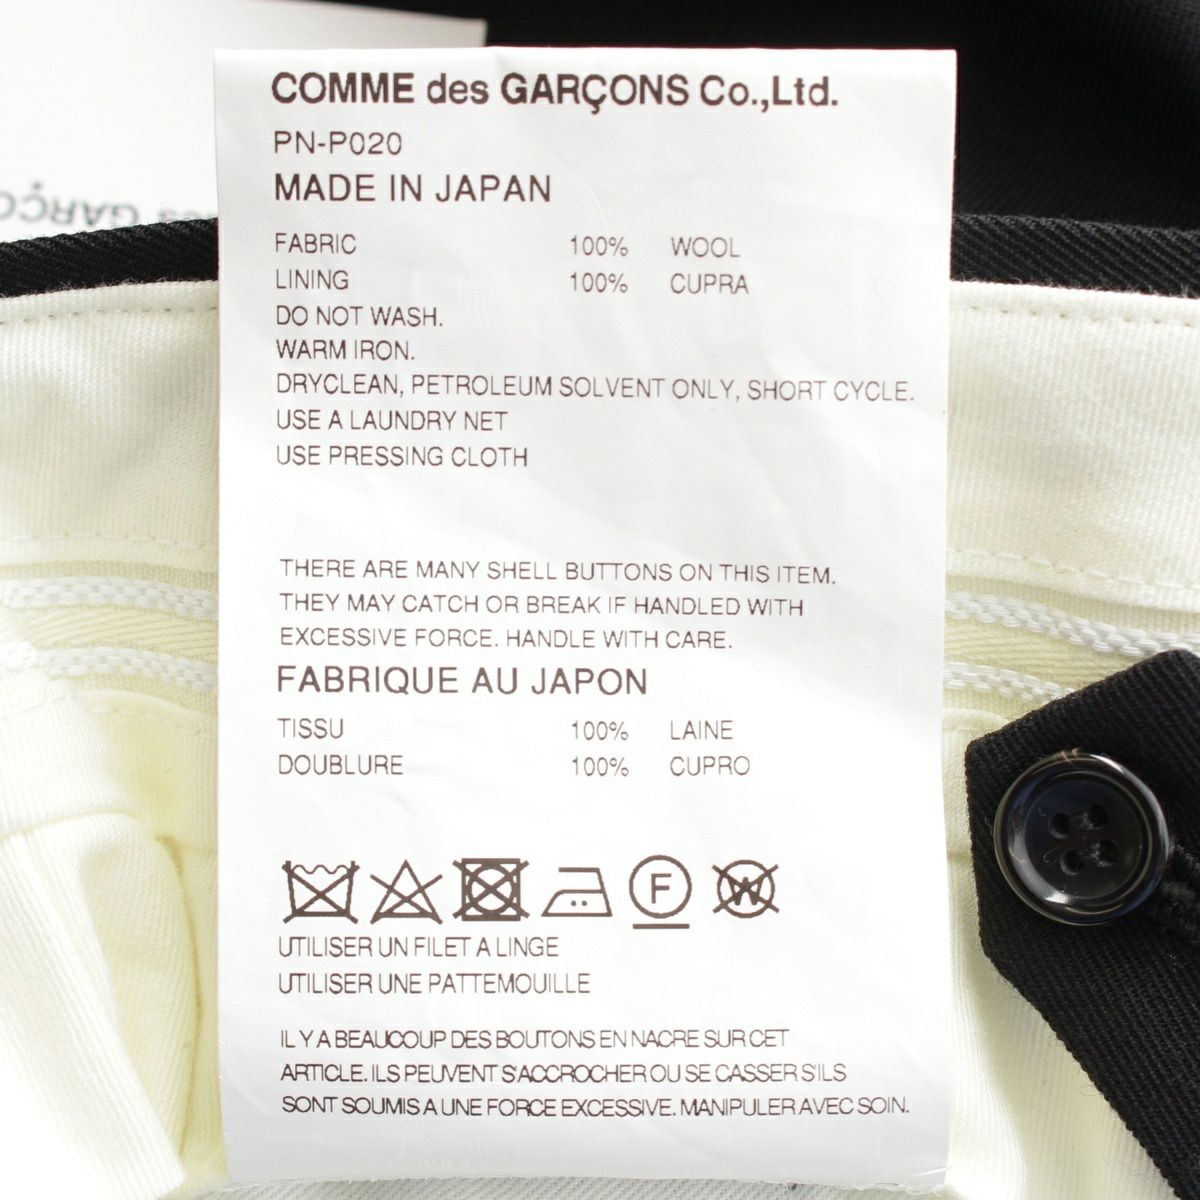 COMME des GARÇONS Co.,Ltd.
PN-P020
MADE IN JAPAN
FABRIC 100% WOOL
LINING 100% CUPRA
DO NOT WASH.
WARM IRON.
DRYCLEAN, PETROLEUM SOLVENT ONLY, SHORT CYCLE.
USE A LAUNDRY NET
USE PRESSING CLOTH
THERE ARE MANY SHELL BUTTONS ON THIS ITEM.
THEY MAY CATCH OR BREAK IF HANDLED WITH
EXCESSIVE FORCE. HANDLE WITH CARE.
FABRIQUE AU JAPON
TISSU 100% LAINE
DOUBLURE 100% CUPRO
F W
UTILISER UN FILET A LINGE
UTILISER UNE PATTEMOUILLE
IL Y A BEAUCOUP DES BOUTONS EN NACRE SUR CET
ARTICLE. ILS PEUVENT S'ACCROCHER OU SE CASSER S'ILS
SONT SOUMIS A UNE FORCE EXCESSIVE. MANIPULER AVEC SOIN.